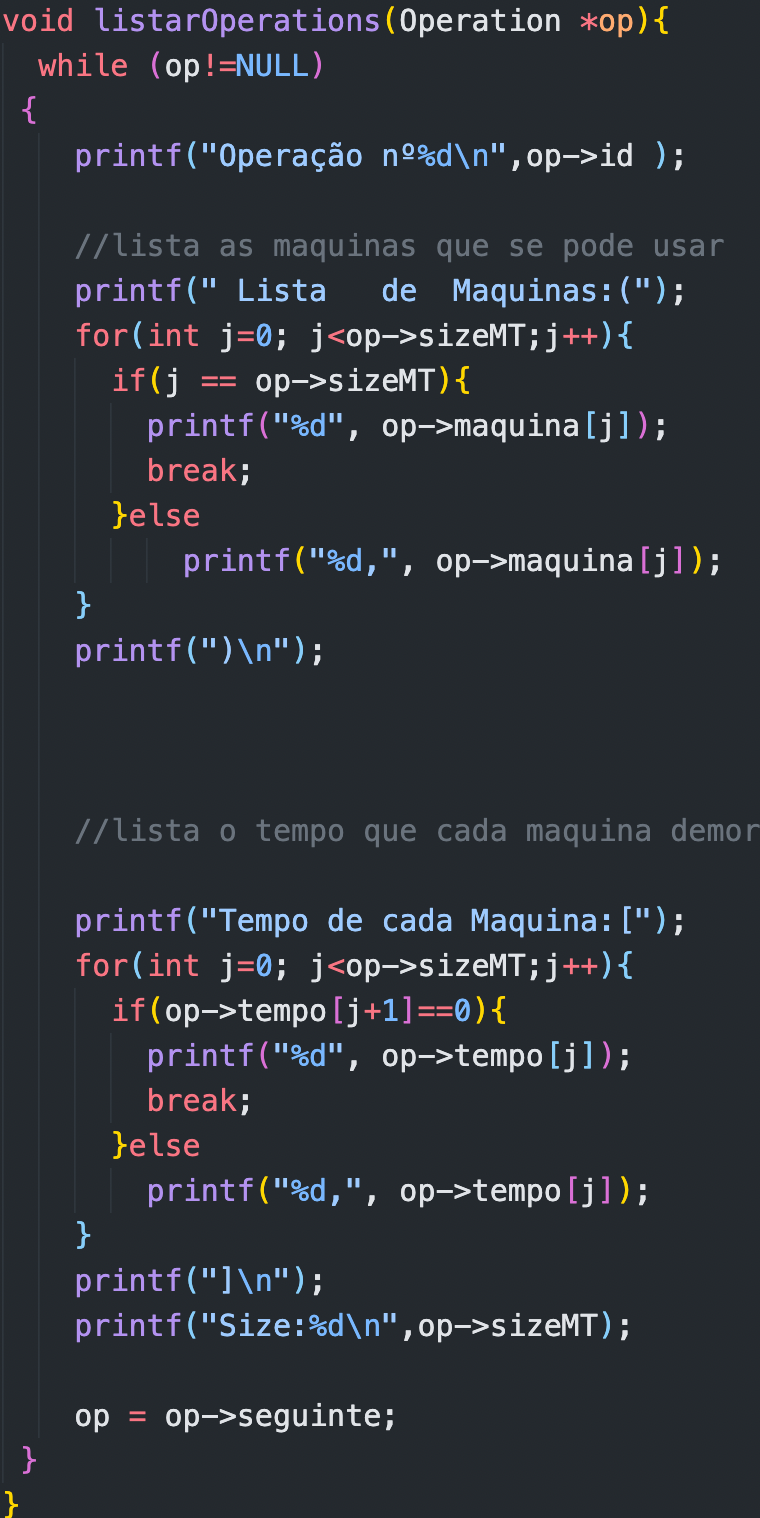 void listarOperations(Operation *op){
while (op!=NULL)
{
printf("Operação nº%d\n",op->id );
//lista as maquinas que se pode usar
printf(" Lista   de  Maquinas:(");
for(int j=0; j<op->sizeMT;j++){
if(j == op->sizeMT){
printf("%d", op->maquina[j]);
break;
}else
printf("%d,", op->maquina[j]);
}
printf(")\n");
//lista o tempo que cada maquina demor
printf("Tempo de cada Maquina:[");
for(int j=0; j<op->sizeMT;j++){
if(op->tempo[j+1]==0){
printf("%d", op->tempo[j]);
break;
}else
printf("%d,", op->tempo[j]);
}
printf("]\n");
printf("Size:%d\n",op->sizeMT);
op = op->seguinte;
}
}